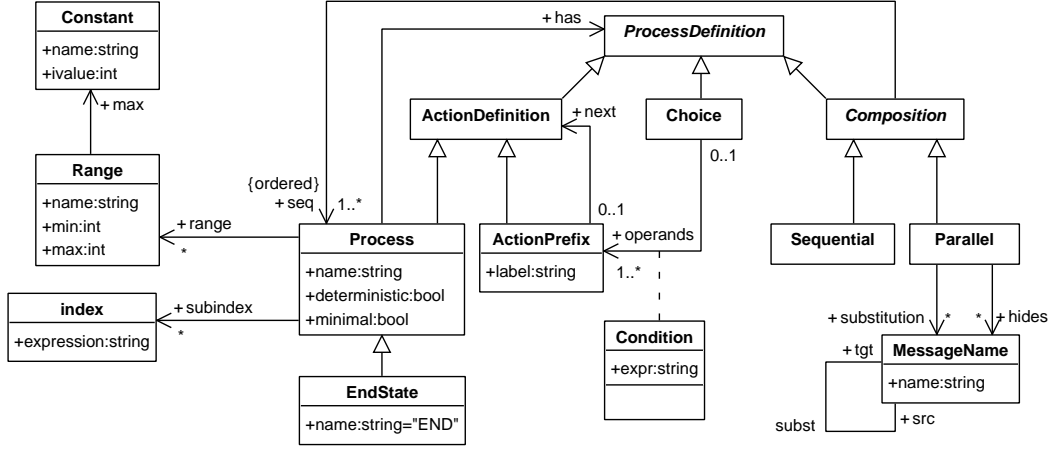 Constant
+name:string
+ivalue:int
+ max
Range
+name:string
+min:int
+max:int
+ range
*
index
+expression:string
+ subindex
*
{ordered}
+ seq
1..*
Process
+name:string
+deterministic:bool
+minimal:bool
EndState
+name:string="END"
+ has
ProcessDefinition
ActionDefinition
+ next
0..1
ActionPrefix
+label:string
Choice
0..1
+ operands
1..*
Condition
+expr:string
Composition
Sequential
Parallel
+ substitution
*
*
+ hides
MessageName
+name:string
+ tgt
+ src
subst